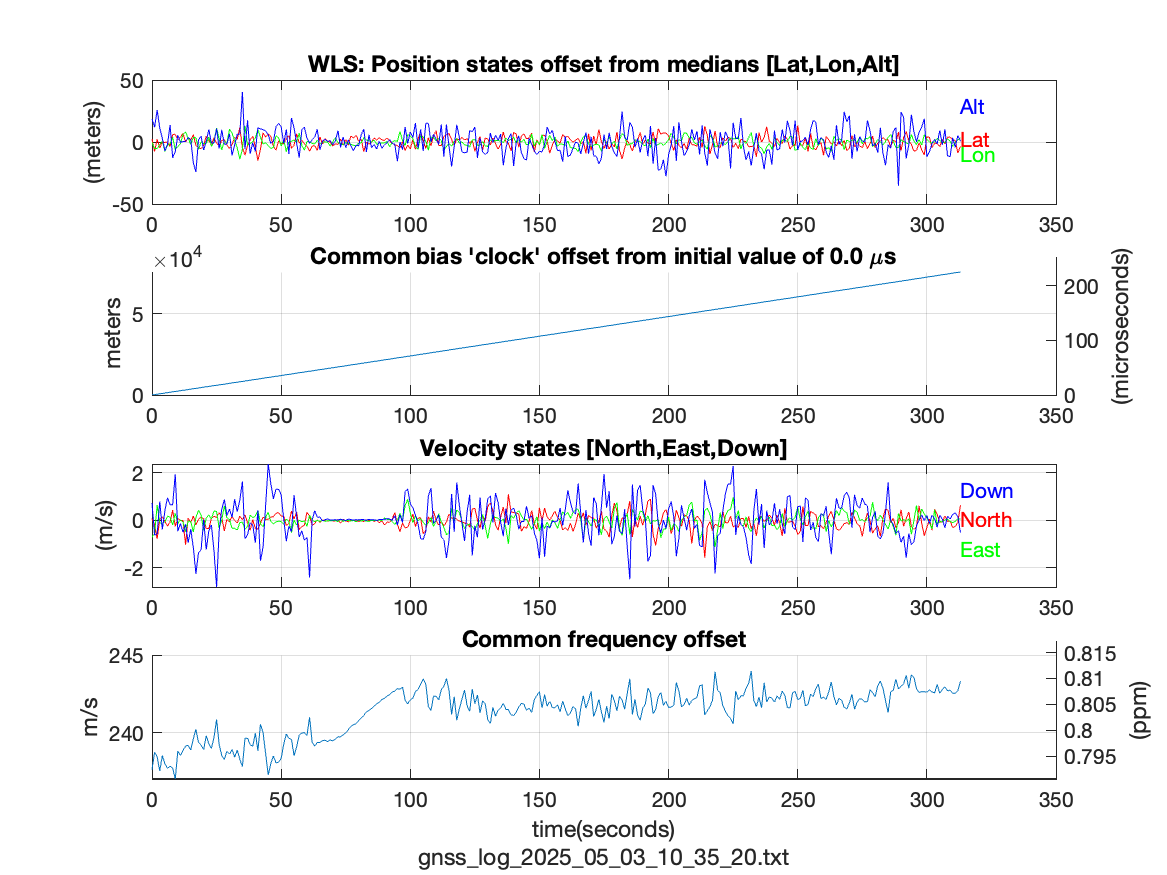 WLS: Position states offset from medians [Lat,Lon,Alt]
50
0
-50
(meters)
Alt
Lat
Lon
0 50 100 150 200 250 300 350
Common bias 'clock' offset from initial value of 0.0 μs
×10⁴
5
0
meters
200
100
0
(microseconds)
0 50 100 150 200 250 300 350
Velocity states [North,East,Down]
2
0
-2
(m/s)
Down
North
East
0 50 100 150 200 250 300 350
Common frequency offset
245
240
m/s
0.815
0.81
0.805
0.8
0.795
(ppm)
0 50 100 150 200 250 300 350
time(seconds)
gnss_log_2025_05_03_10_35_20.txt